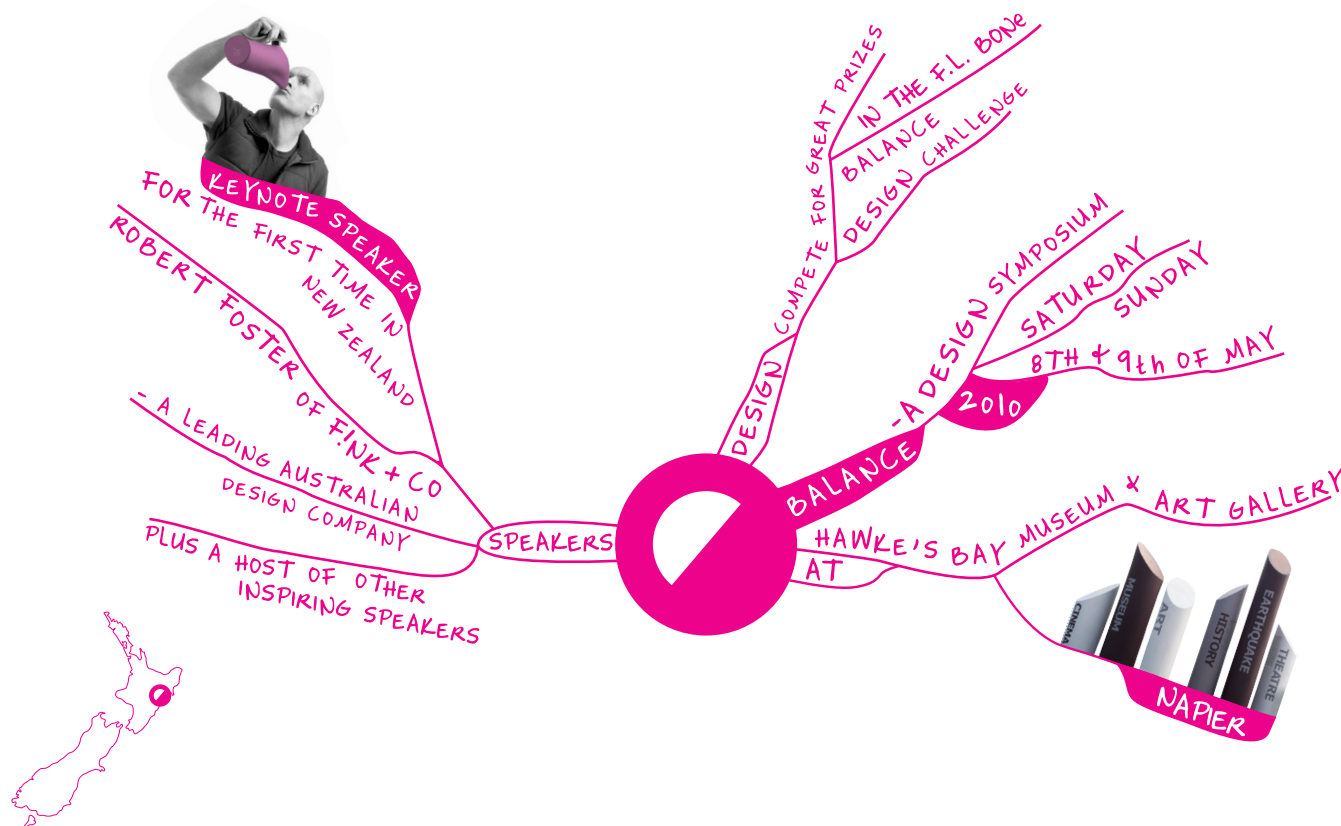 KEYNOTE SPEAKER
FOR THE FIRST TIME IN
NEW ZEALAND
ROBERT FOSTER OF F!NK + CO
- A LEADING AUSTRALIAN
DESIGN COMPANY
PLUS A HOST OF OTHER
INSPIRING SPEAKERS
SPEAKERS
DESIGN
COMPETE FOR GREAT PRIZES
IN THE F.L. BONe
BALANCE
DESIGN CHALLENGE
BALANCE
-A DESIGN SYMPOSIUM
SATURDAY
SUNDAY
2010
8TH & 9th OF MAY
AT
HAWKE'S BAY MUSEUM & ART GALLERY
CINEMA
MUSEUM
ART
HISTORY
EARTHQUAKE
THEATRE
NAPIER